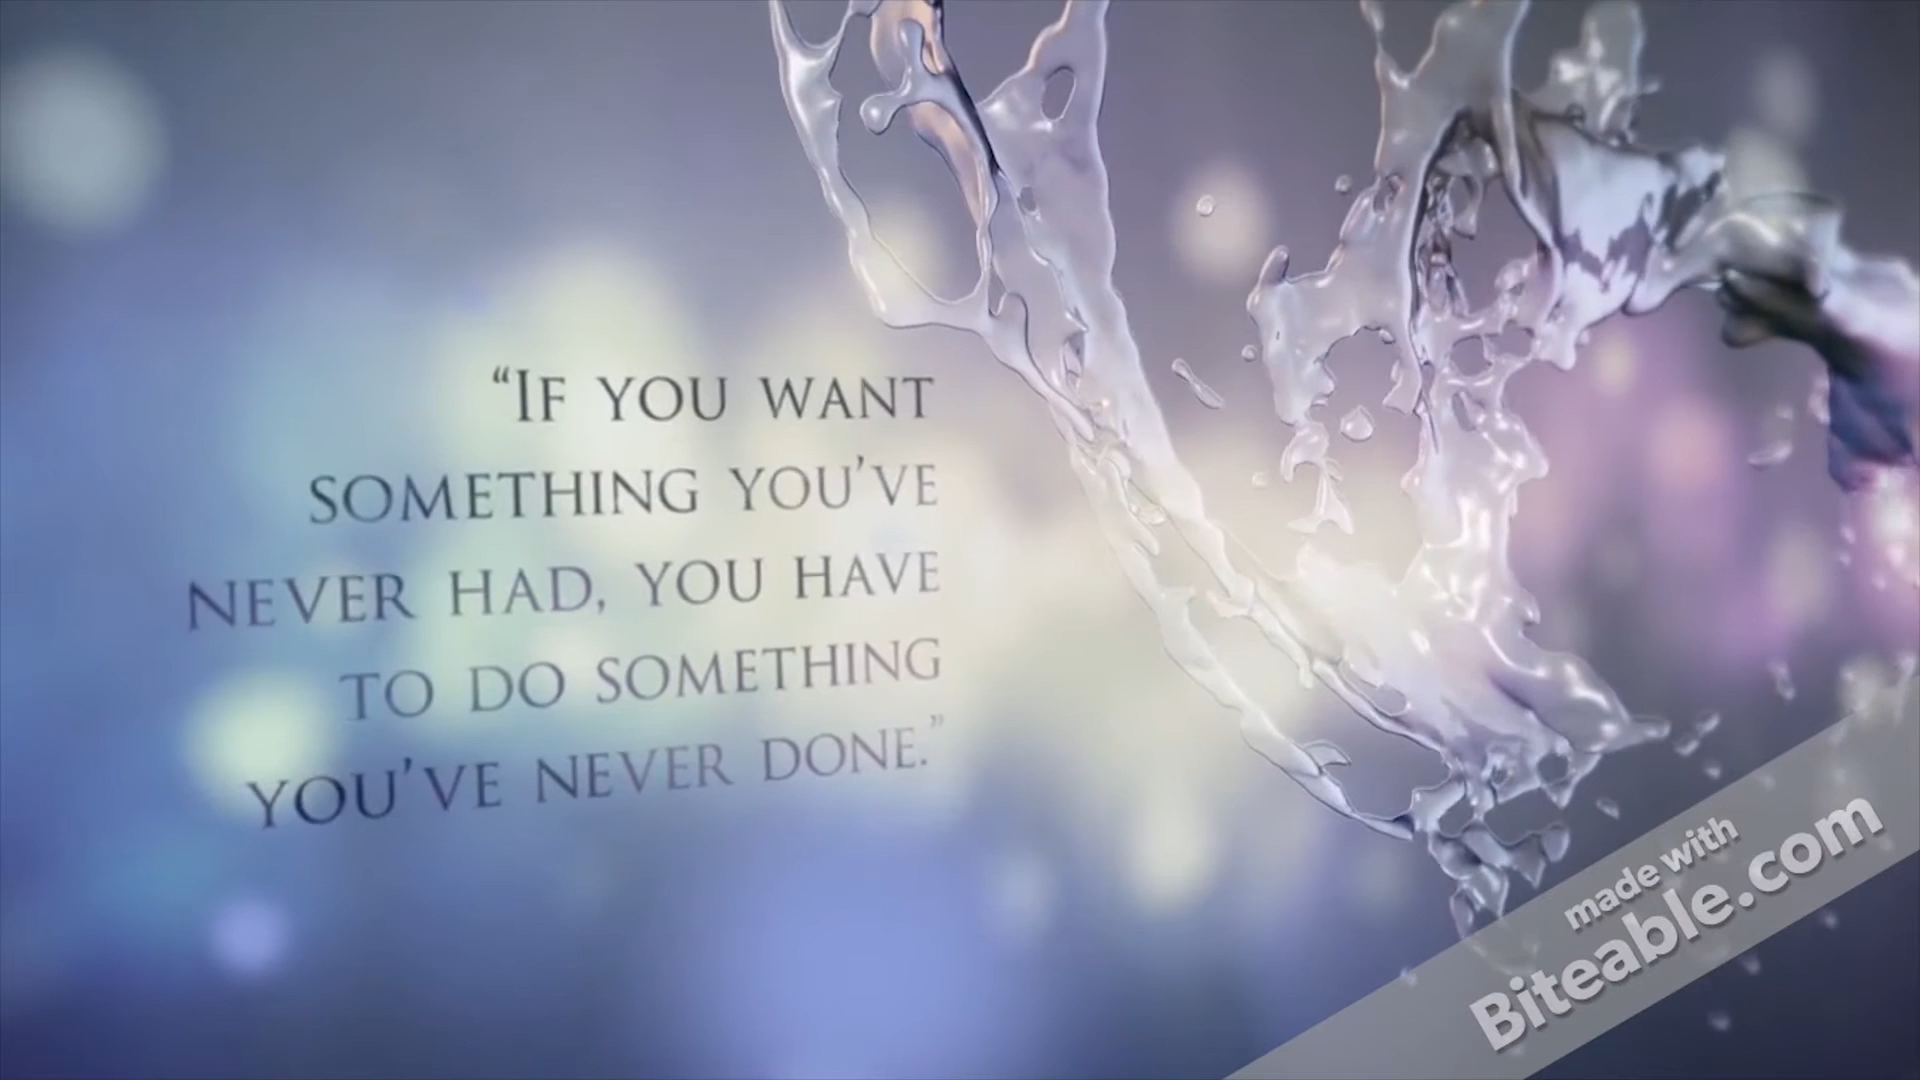 “If you want
something you’ve
never had, you have
to do something
you’ve never done.”
made with
Biteable.com